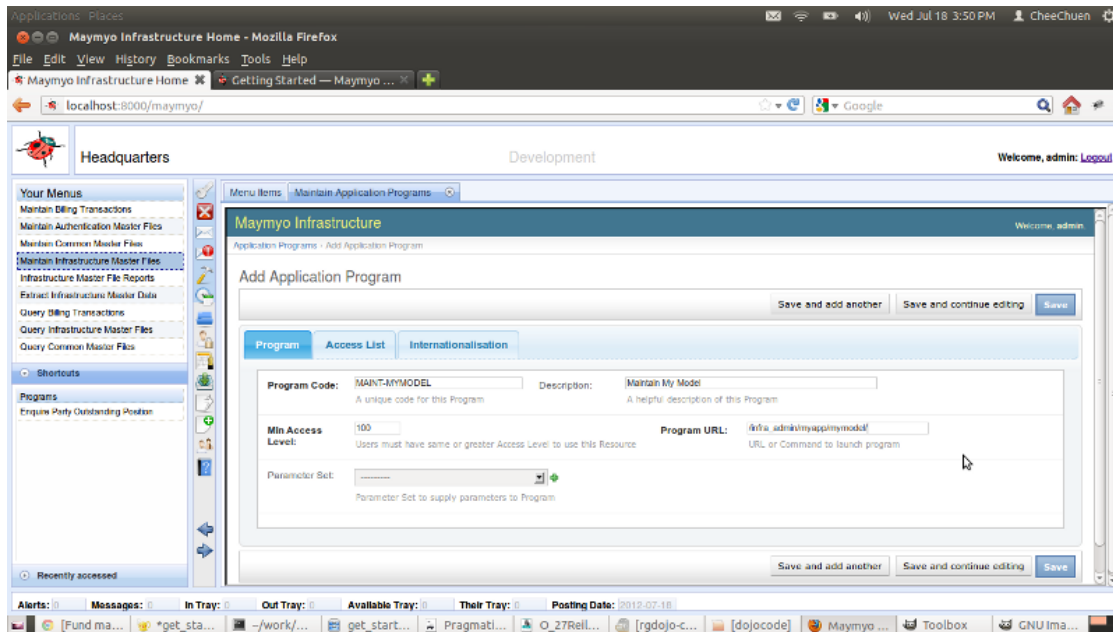 Applications Places
Wed Jul 18 3:50 PM CheeChuen
Maymyo Infrastructure Home - Mozilla Firefox
File Edit View History Bookmarks Tools Help
Maymyo Infrastructure Home Getting Started — Maymyo ...
localhost:8000/maymyo/ Google
Headquarters Development Welcome, admin: Logout
Your Menus
Maintain Billing Transactions
Maintain Authentication Master Files
Maintain Common Master Files
Maintain Infrastructure Master Files
Infrastructure Master File Reports
Extract Infrastructure Master Data
Query Billing Transactions
Query Infrastructure Master Files
Query Common Master Files
Shortcuts
Programs
Enquire Party Outstanding Position
Recently accessed
Menu Items Maintain Application Programs
Maymyo Infrastructure Welcome, admin.
Application Programs › Add Application Program
Add Application Program
Save and add another Save and continue editing Save
Program Access List Internationalisation
Program Code: MAINT-MYMODEL Description: Maintain My Model
A unique code for this Program A helpful description of this Program
Min Access Level: 100 Program URL: /infra_admin/myapp/mymodel/
Users must have same or greater Access Level to use this Resource URL or Command to launch program
Parameter Set: ---------
Parameter Set to supply parameters to Program
Save and add another Save and continue editing Save
Alerts: 0 Messages: 0 In Tray: 0 Out Tray: 0 Available Tray: 0 Their Tray: 0 Posting Date: 2012-07-18
[Fund ma... *get_sta... ~/work/... get_start... Pragmati... O_27Reil... [rgdojo-c... [dojocode] Maymyo ... Toolbox GNU Ima...